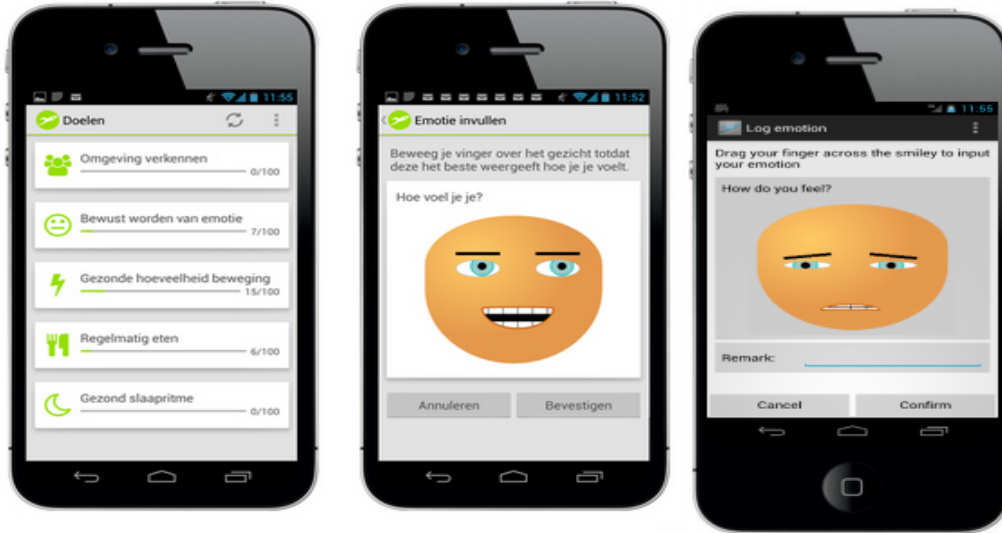 11:55
Doelen
Omgeving verkennen
0/100
Bewust worden van emotie
7/100
Gezonde hoeveelheid beweging
15/100
Regelmatig eten
6/100
Gezond slaapritme
0/100
11:52
Emotie invullen
Beweeg je vinger over het gezicht totdat
deze het beste weergeeft hoe je je voelt.
Hoe voel je je?
Annuleren
Bevestigen
11:55
Log emotion
Drag your finger across the smiley to input
your emotion
How do you feel?
Remark:
Cancel
Confirm